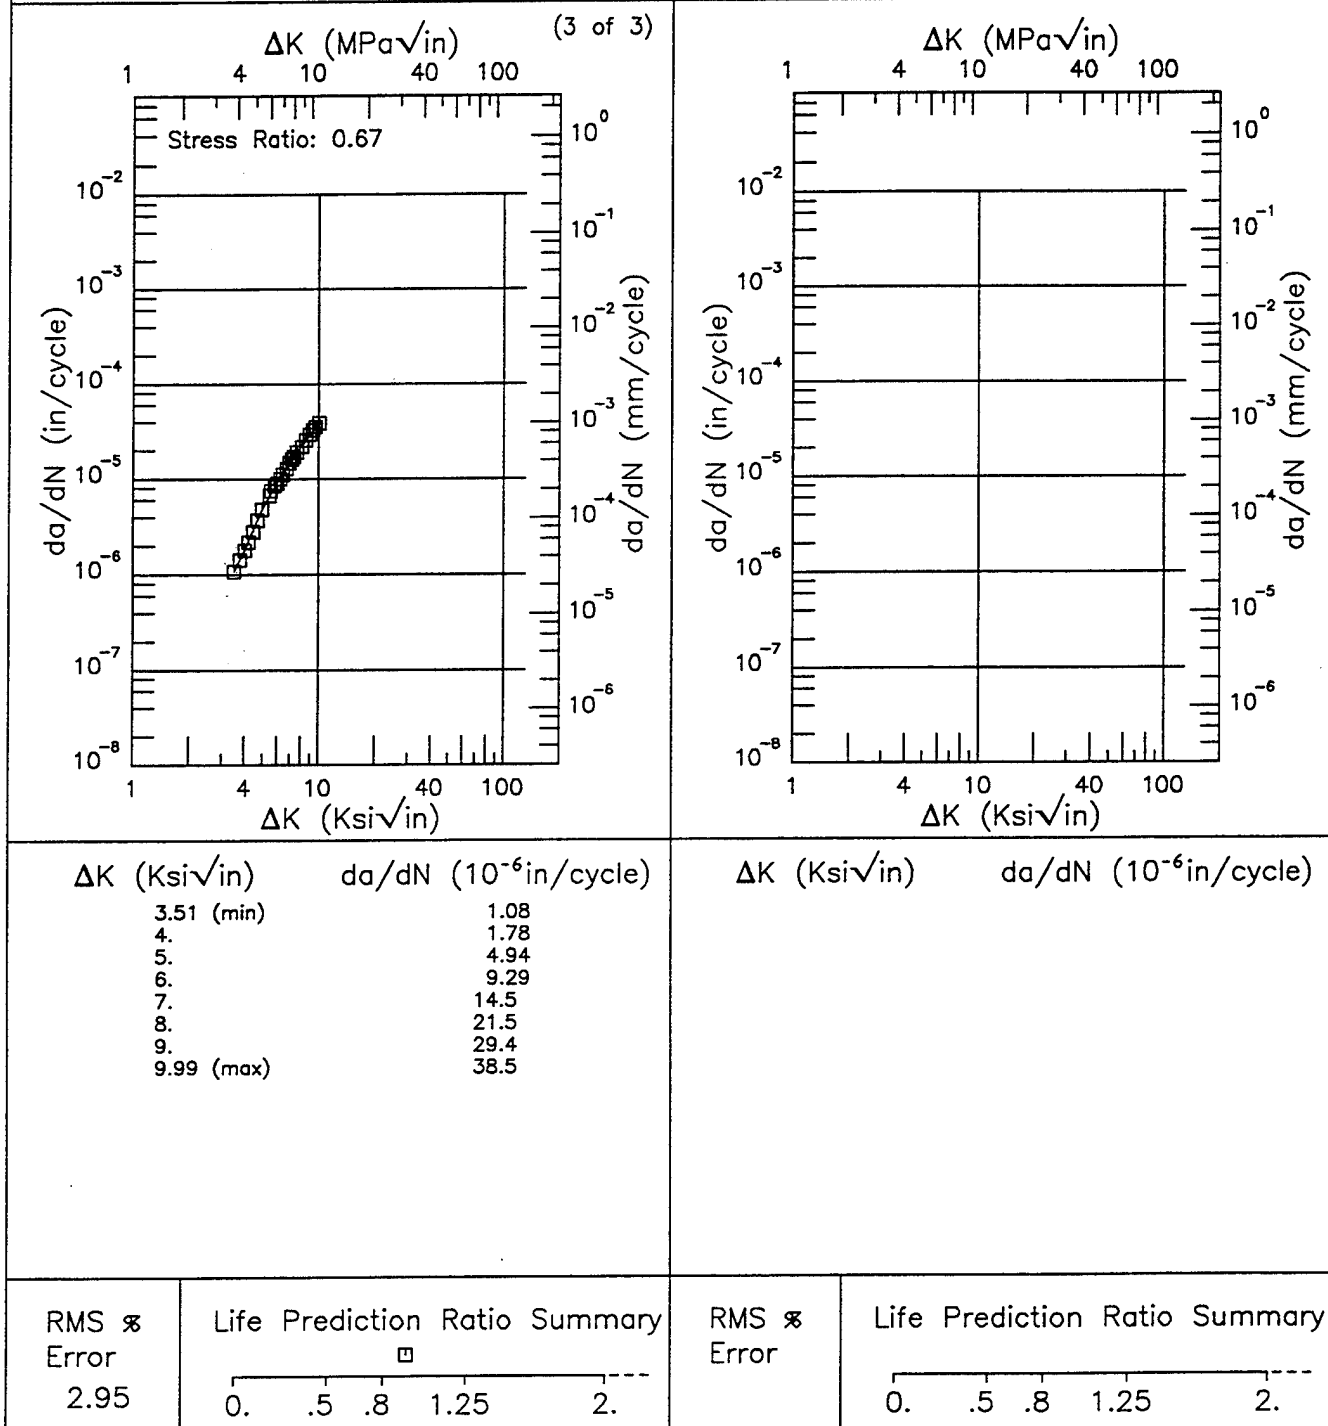 (3 of 3)
ΔK (MPa√in)
1 4 10 40 100
Stress Ratio: 0.67
10⁰
10⁻²
10⁻¹
10⁻³
10⁻²
10⁻⁴
10⁻³
10⁻⁵
10⁻⁴
10⁻⁶
10⁻⁵
10⁻⁷
10⁻⁶
10⁻⁸
da/dN (in/cycle)
da/dN (mm/cycle)
1 4 10 40 100
ΔK (Ksi√in)
ΔK (MPa√in)
1 4 10 40 100
10⁰
10⁻²
10⁻¹
10⁻³
10⁻²
10⁻⁴
10⁻³
10⁻⁵
10⁻⁴
10⁻⁶
10⁻⁵
10⁻⁷
10⁻⁶
10⁻⁸
da/dN (in/cycle)
da/dN (mm/cycle)
1 4 10 40 100
ΔK (Ksi√in)
ΔK (Ksi√in) da/dN (10⁻⁶in/cycle)
3.51 (min) 1.08
4. 1.78
5. 4.94
6. 9.29
7. 14.5
8. 21.5
9. 29.4
9.99 (max) 38.5
ΔK (Ksi√in) da/dN (10⁻⁶in/cycle)
RMS %
Error
2.95
Life Prediction Ratio Summary
0. .5 .8 1.25 2.
RMS %
Error
Life Prediction Ratio Summary
0. .5 .8 1.25 2.